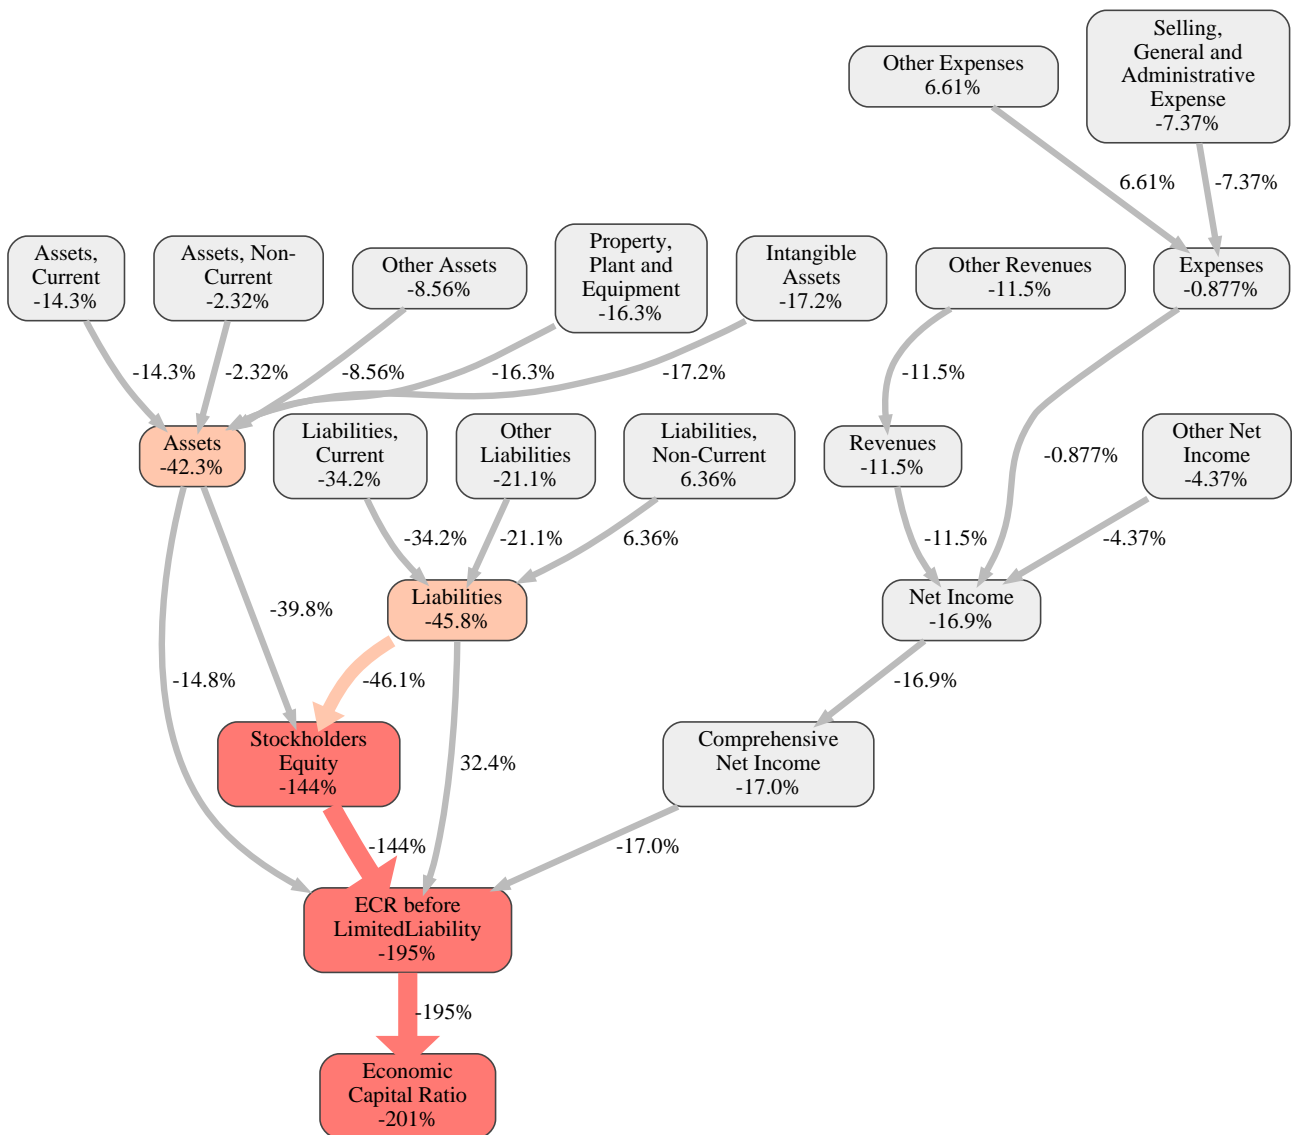 Selling,
General and
Administrative
Expense
-7.37%
Other Expenses
6.61%
6.61%
-7.37%
Assets,
Current
-14.3%
Assets, Non-
Current
-2.32%
Other Assets
-8.56%
Property,
Plant and
Equipment
-16.3%
Intangible
Assets
-17.2%
Other Revenues
-11.5%
Expenses
-0.877%
-14.3%
-2.32%
-8.56%
-16.3%
-17.2%
-11.5%
Assets
-42.3%
Liabilities,
Current
-34.2%
Other
Liabilities
-21.1%
Liabilities,
Non-Current
6.36%
Revenues
-11.5%
-0.877%
Other Net
Income
-4.37%
-34.2%
-21.1%
6.36%
-11.5%
-4.37%
-39.8%
Liabilities
-45.8%
Net Income
-16.9%
-14.8%
-46.1%
-16.9%
Stockholders
Equity
-144%
32.4%
Comprehensive
Net Income
-17.0%
-144%
-17.0%
ECR before
LimitedLiability
-195%
-195%
Economic
Capital Ratio
-201%